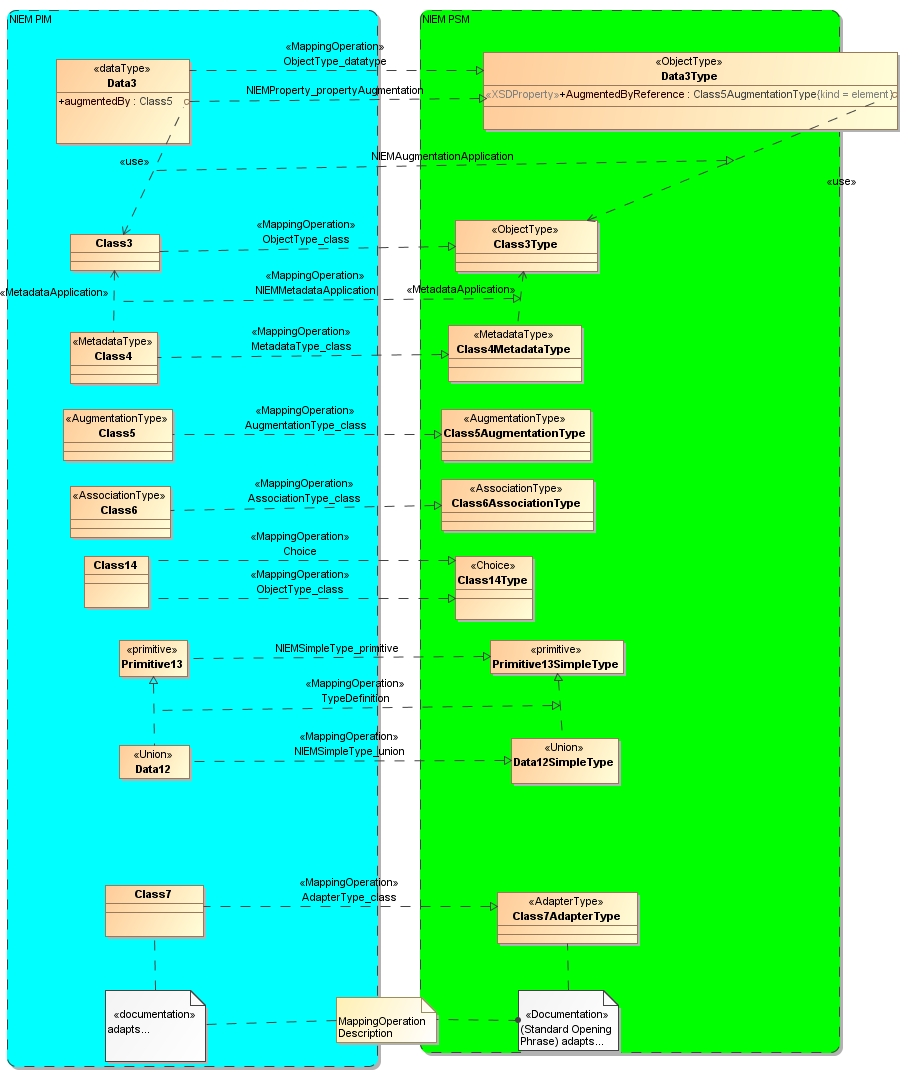 NIEM PIM
NIEM PSM
«MappingOperation»
ObjectType_datatype
«dataType»
Data3
+augmentedBy : Class5
«ObjectType»
Data3Type
«XSDProperty»+AugmentedByReference : Class5AugmentationType{kind = element}
NIEMProperty_propertyAugmentation
«use»
NIEMAugmentationApplication
«use»
Class3
«MappingOperation»
ObjectType_class
«ObjectType»
Class3Type
«MetadataApplication»
«MappingOperation»
NIEMMetadataApplication
«MetadataApplication»
«MetadataType»
Class4
«MappingOperation»
MetadataType_class
«MetadataType»
Class4MetadataType
«AugmentationType»
Class5
«MappingOperation»
AugmentationType_class
«AugmentationType»
Class5AugmentationType
«AssociationType»
Class6
«MappingOperation»
AssociationType_class
«AssociationType»
Class6AssociationType
Class14
«MappingOperation»
Choice
«MappingOperation»
ObjectType_class
«Choice»
Class14Type
«primitive»
Primitive13
NIEMSimpleType_primitive
«primitive»
Primitive13SimpleType
«MappingOperation»
TypeDefinition
«Union»
Data12
«MappingOperation»
NIEMSimpleType_union
«Union»
Data12SimpleType
Class7
«MappingOperation»
AdapterType_class
«AdapterType»
Class7AdapterType
«documentation»
adapts...
MappingOperation
Description
«Documentation»
(Standard Opening
Phrase) adapts...